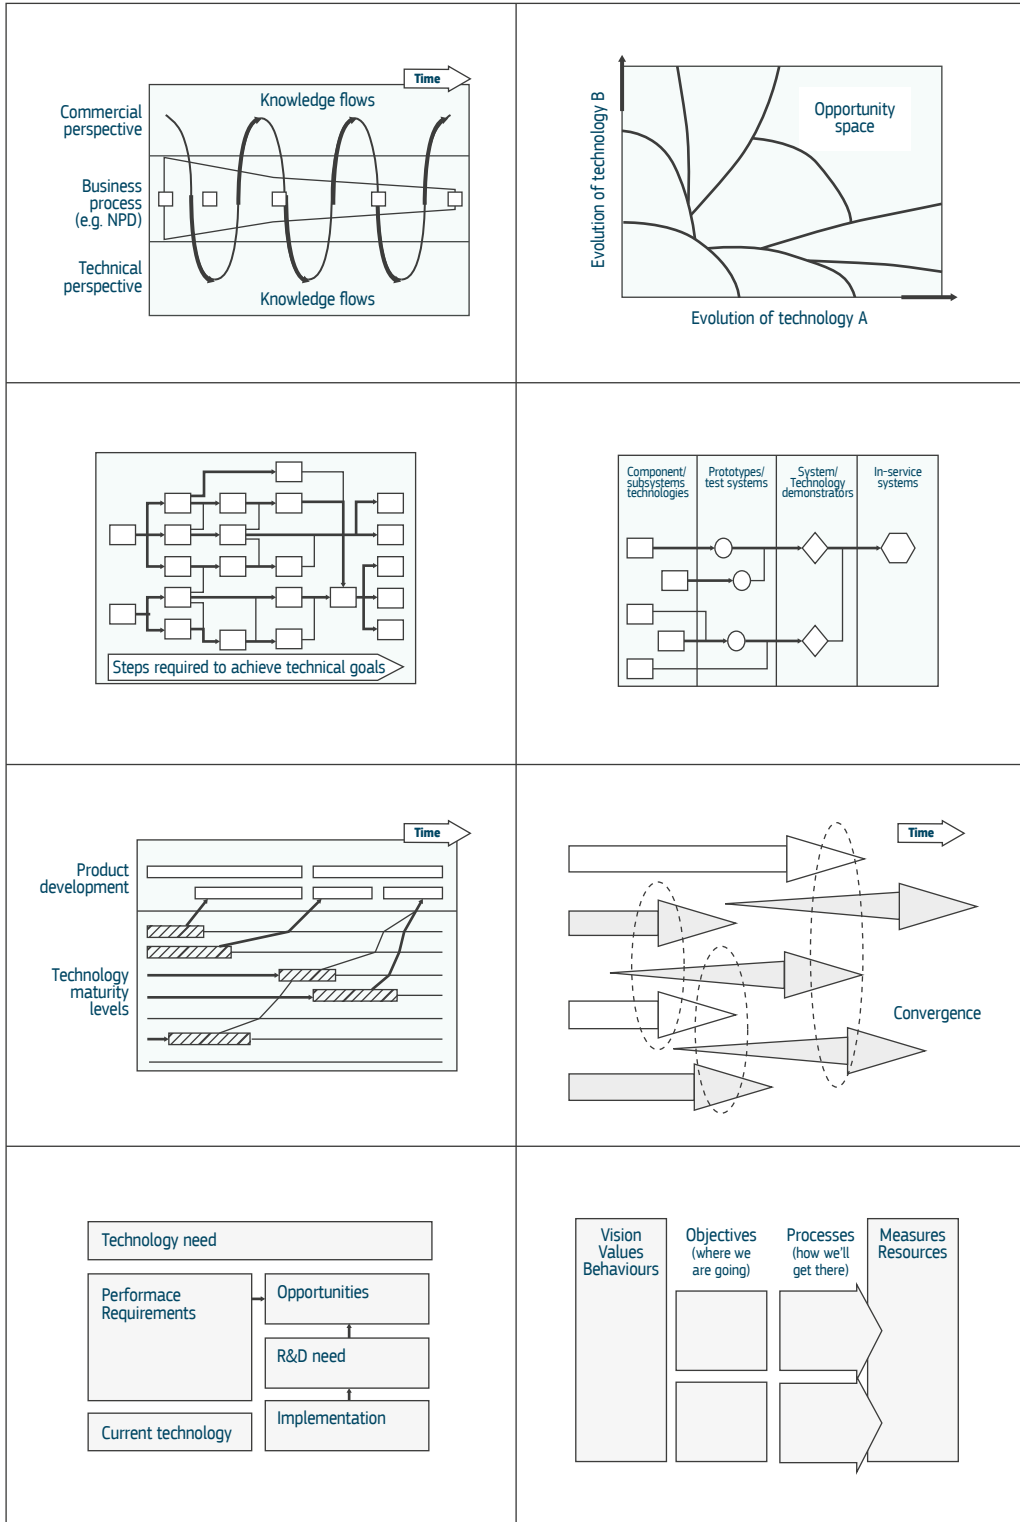 Time
Knowledge flows
Commercial
perspective
Business
process
(e.g. NPD)
Technical
perspective
Knowledge flows
Evolution of technology B
Opportunity
space
Evolution of technology A
Steps required to achieve technical goals
Component/
subsystems
technologies
Prototypes/
test systems
System/
Technology
demonstrators
In-service
systems
Time
Product
development
Technology
maturity
levels
Time
Convergence
Technology need
Performace
Requirements
Opportunities
R&D need
Implementation
Current technology
Vision
Values
Behaviours
Objectives
(where we
are going)
Processes
(how we'll
get there)
Measures
Resources